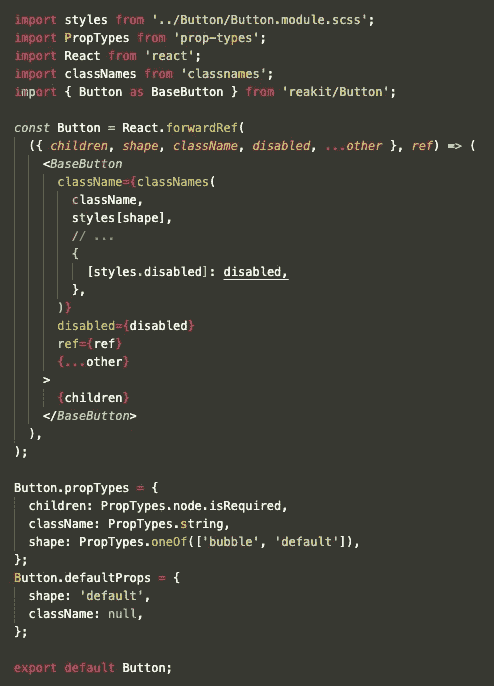 import styles from '../Button/Button.module.scss';
import PropTypes from 'prop-types';
import React from 'react';
import classNames from 'classnames';
import { Button as BaseButton } from 'reakit/Button';
const Button = React.forwardRef(
({ children, shape, className, disabled, ...other }, ref) => (
<BaseButton
className={classNames(
className,
styles[shape],
// ...
{
[styles.disabled]: disabled,
},
)}
disabled={disabled}
ref={ref}
{...other}
>
{children}
</BaseButton>
),
);
Button.propTypes = {
children: PropTypes.node.isRequired,
className: PropTypes.string,
shape: PropTypes.oneOf(['bubble', 'default']),
};
Button.defaultProps = {
shape: 'default',
className: null,
};
export default Button;